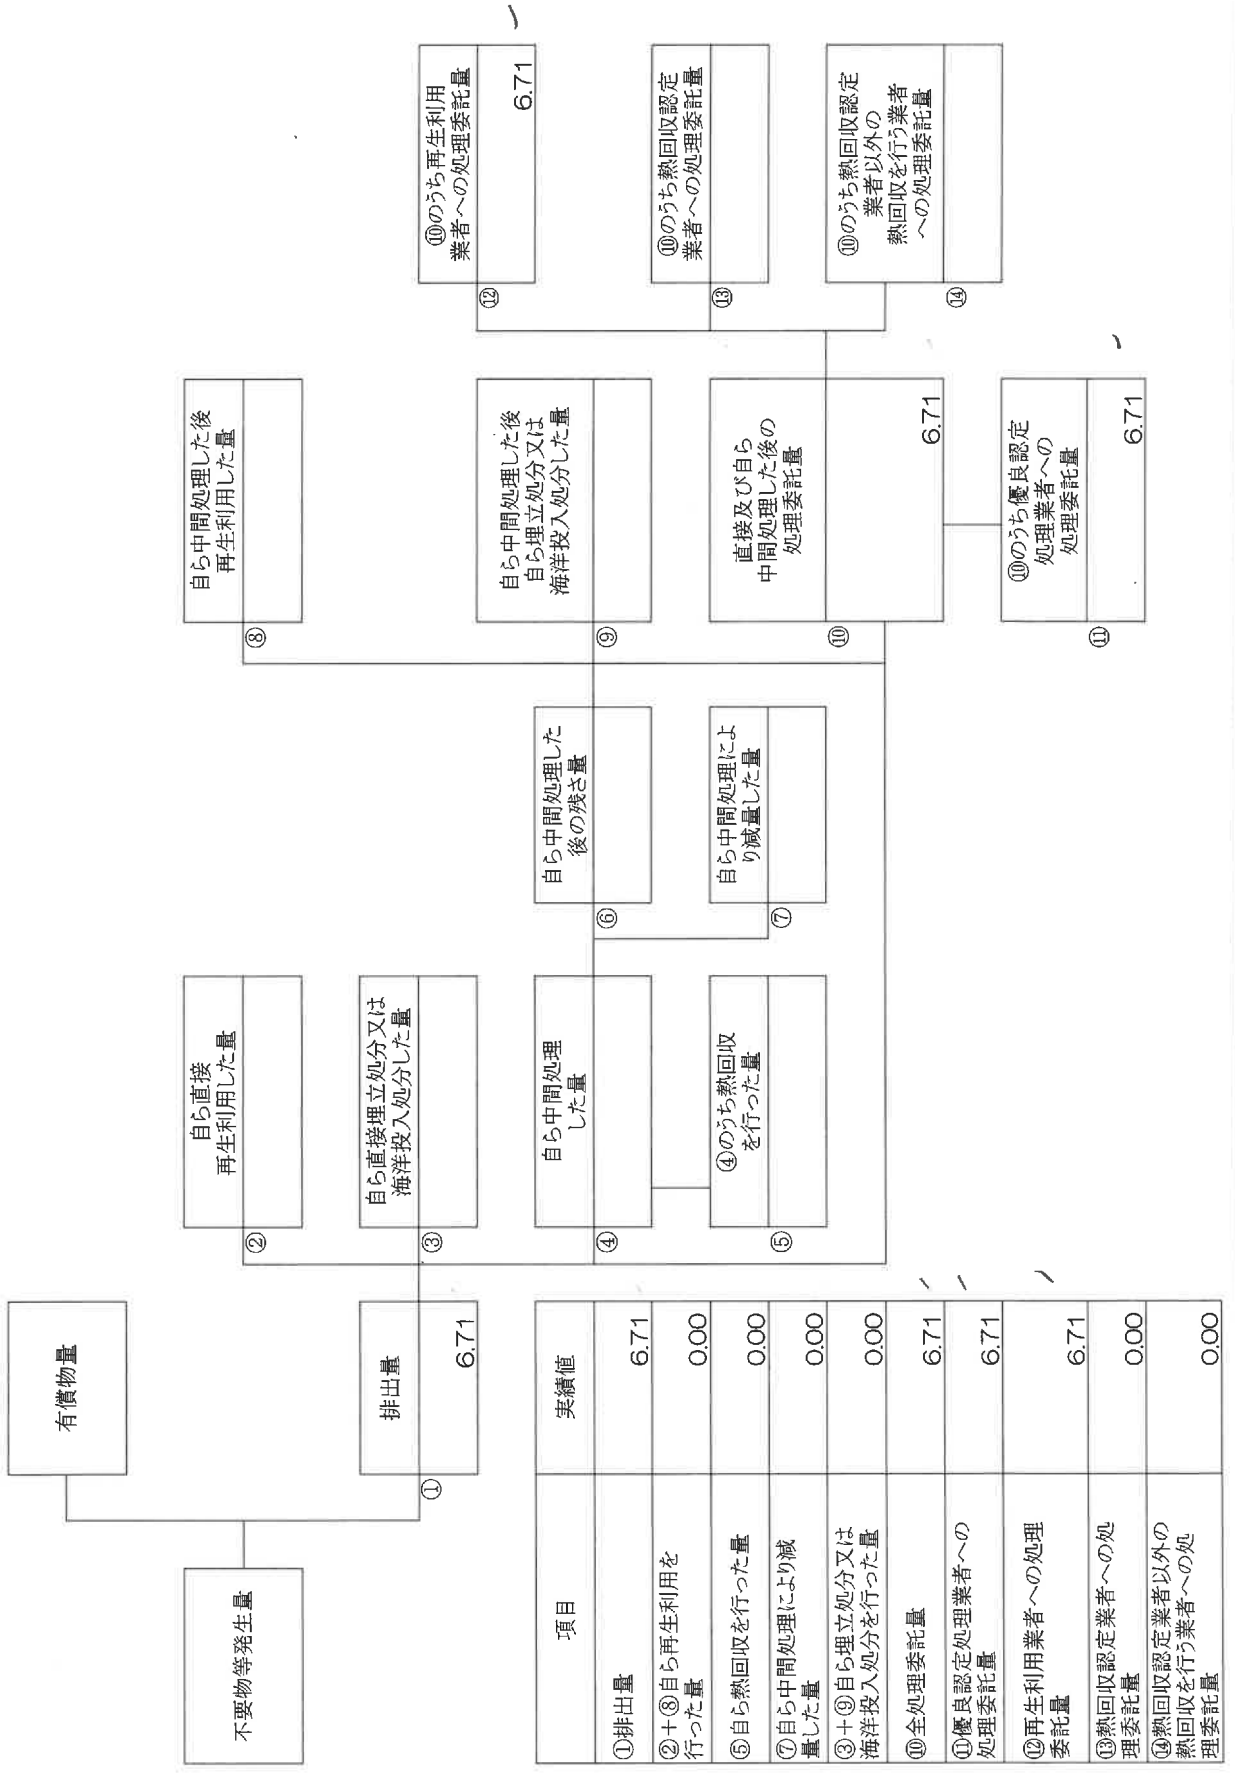 有償物量
不要物等発生量
排出量
①
6.71
自ら直接
再生利用した量
②
自ら直接埋立処分又は
海洋投入処分した量
③
自ら中間処理
した量
④
④のうち熱回収
を行った量
⑤
自ら中間処理した
後の残さ量
⑥
自ら中間処理によ
り減量した量
⑦
自ら中間処理した後
再生利用した量
⑧
自ら中間処理した後
自ら埋立処分又は
海洋投入処分した量
⑨
直接及び自ら
中間処理した後の
処理委託量
⑩
6.71
⑩のうち優良認定
処理業者への
処理委託量
⑪
6.71
⑩のうち再生利用
業者への処理委託量
⑫
6.71
⑩のうち熱回収認定
業者への処理委託量
⑬
⑩のうち熱回収認定
業者以外の
熱回収を行う業者
への処理委託量
⑭
項目 実績値
①排出量 6.71
②+⑧自ら再生利用を
行った量 0.00
⑤自ら熱回収を行った量 0.00
⑦自ら中間処理により減
量した量 0.00
③+⑨自ら埋立処分又は
海洋投入処分を行った量 0.00
⑩全処理委託量 6.71
⑪優良認定処理業者への
処理委託量 6.71
⑫再生利用業者への処理
委託量 6.71
⑬熱回収認定業者への処
理委託量 0.00
⑭熱回収認定業者以外の
熱回収を行う業者への処
理委託量 0.00